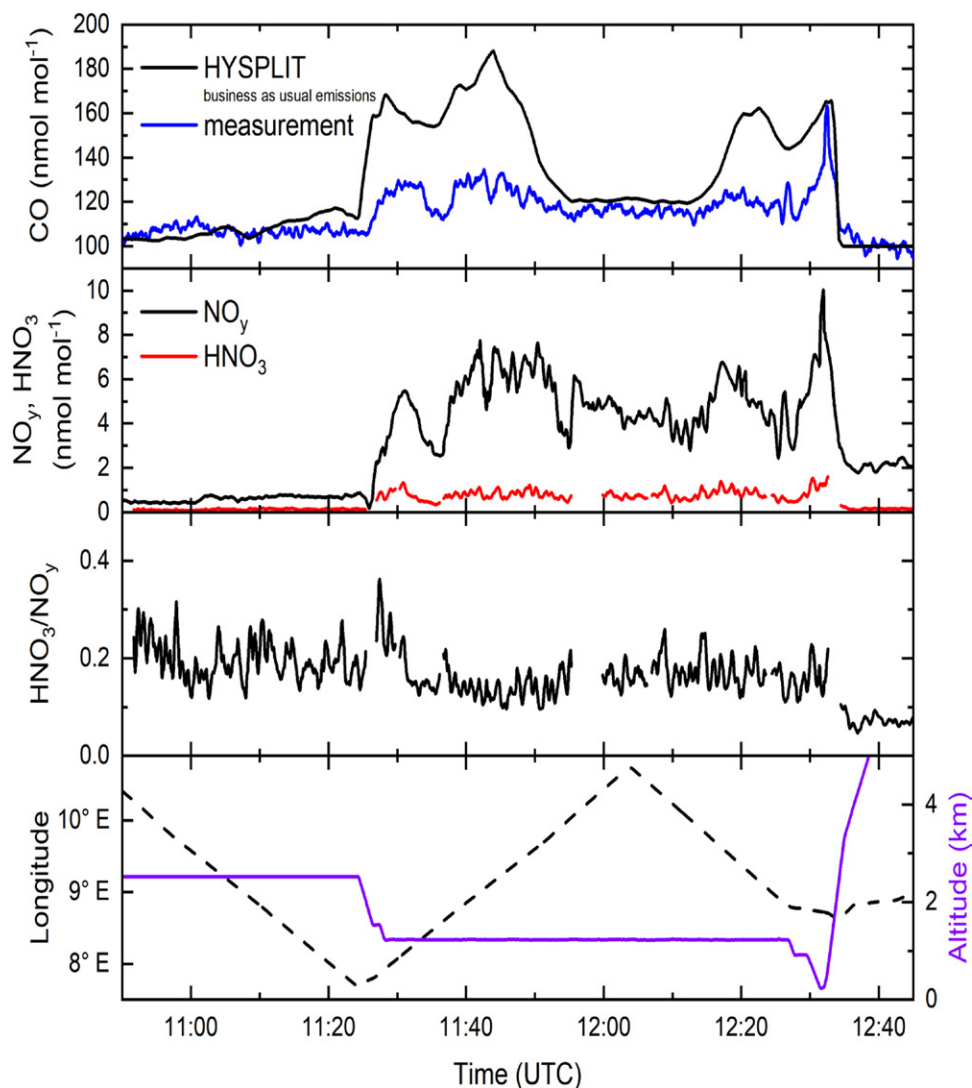 200
180
160
140
120
100
CO (nmol mol⁻¹)
HYSPLIT
business as usual emissions
measurement
10
8
6
4
2
0
NOy, HNO₃
(nmol mol⁻¹)
NOy
HNO₃
0.4
0.2
0.0
HNO₃/NOy
10° E
9° E
8° E
Longitude
4
2
0
Altitude (km)
11:00 11:20 11:40 12:00 12:20 12:40
Time (UTC)